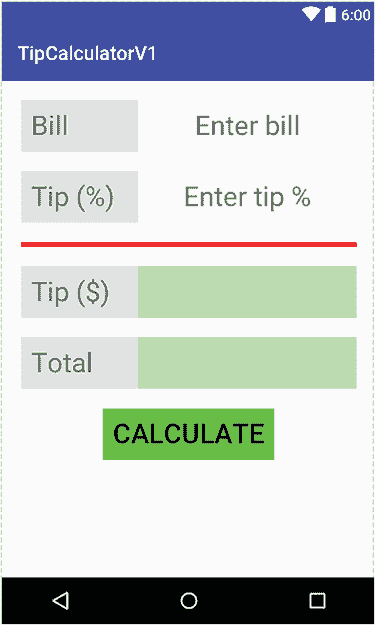 6:00
TipCalculatorV1
Bill Enter bill
Tip (%) Enter tip %
Tip ($)
Total
CALCULATE